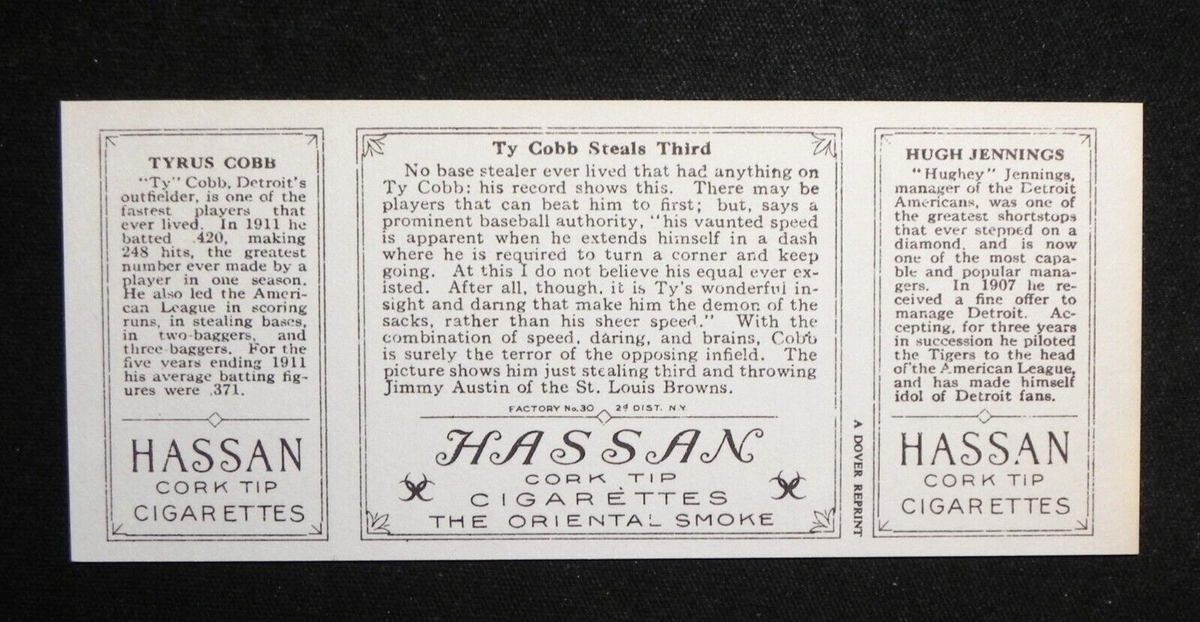 TYRUS COBB
"Ty" Cobb, Detroit's
outfielder, is one of the
fastest players that
ever lived. In 1911 he
batted .420, making
248 hits, the greatest
number ever made by a
player in one season.
He also led the Ameri-
can League in scoring
runs, in stealing bases,
in two-baggers, and
three-baggers. For the
five years ending 1911
his average batting fig-
ures were .371.
HASSAN
CORK TIP
CIGARETTES
Ty Cobb Steals Third
No base stealer ever lived that had anything on
Ty Cobb: his record shows this. There may be
players that can beat him to first; but, says a
prominent baseball authority, "his vaunted speed
is apparent when he extends himself in a dash
where he is required to turn a corner and keep
going. At this I do not believe his equal ever ex-
isted. After all, though, it is Ty's wonderful in-
sight and daring that make him the demon of the
sacks, rather than his sheer speed." With the
combination of speed, daring, and brains, Cobb
is surely the terror of the opposing infield. The
picture shows him just stealing third and throwing
Jimmy Austin of the St. Louis Browns.
FACTORY No. 30 2d DIST. N.Y.
HASSAN
CORK TIP
CIGARETTES
THE ORIENTAL SMOKE
A DOVER REPRINT
HUGH JENNINGS
"Hughey" Jennings,
manager of the Detroit
Americans, was one of
the greatest shortstops
that ever stepped on a
diamond, and is now
one of the most capa-
ble and popular mana-
gers. In 1907 he re-
ceived a fine offer to
manage Detroit. Ac-
cepting, for three years
in succession he piloted
the Tigers to the head
of the American League,
and has made himself
idol of Detroit fans.
HASSAN
CORK TIP
CIGARETTES